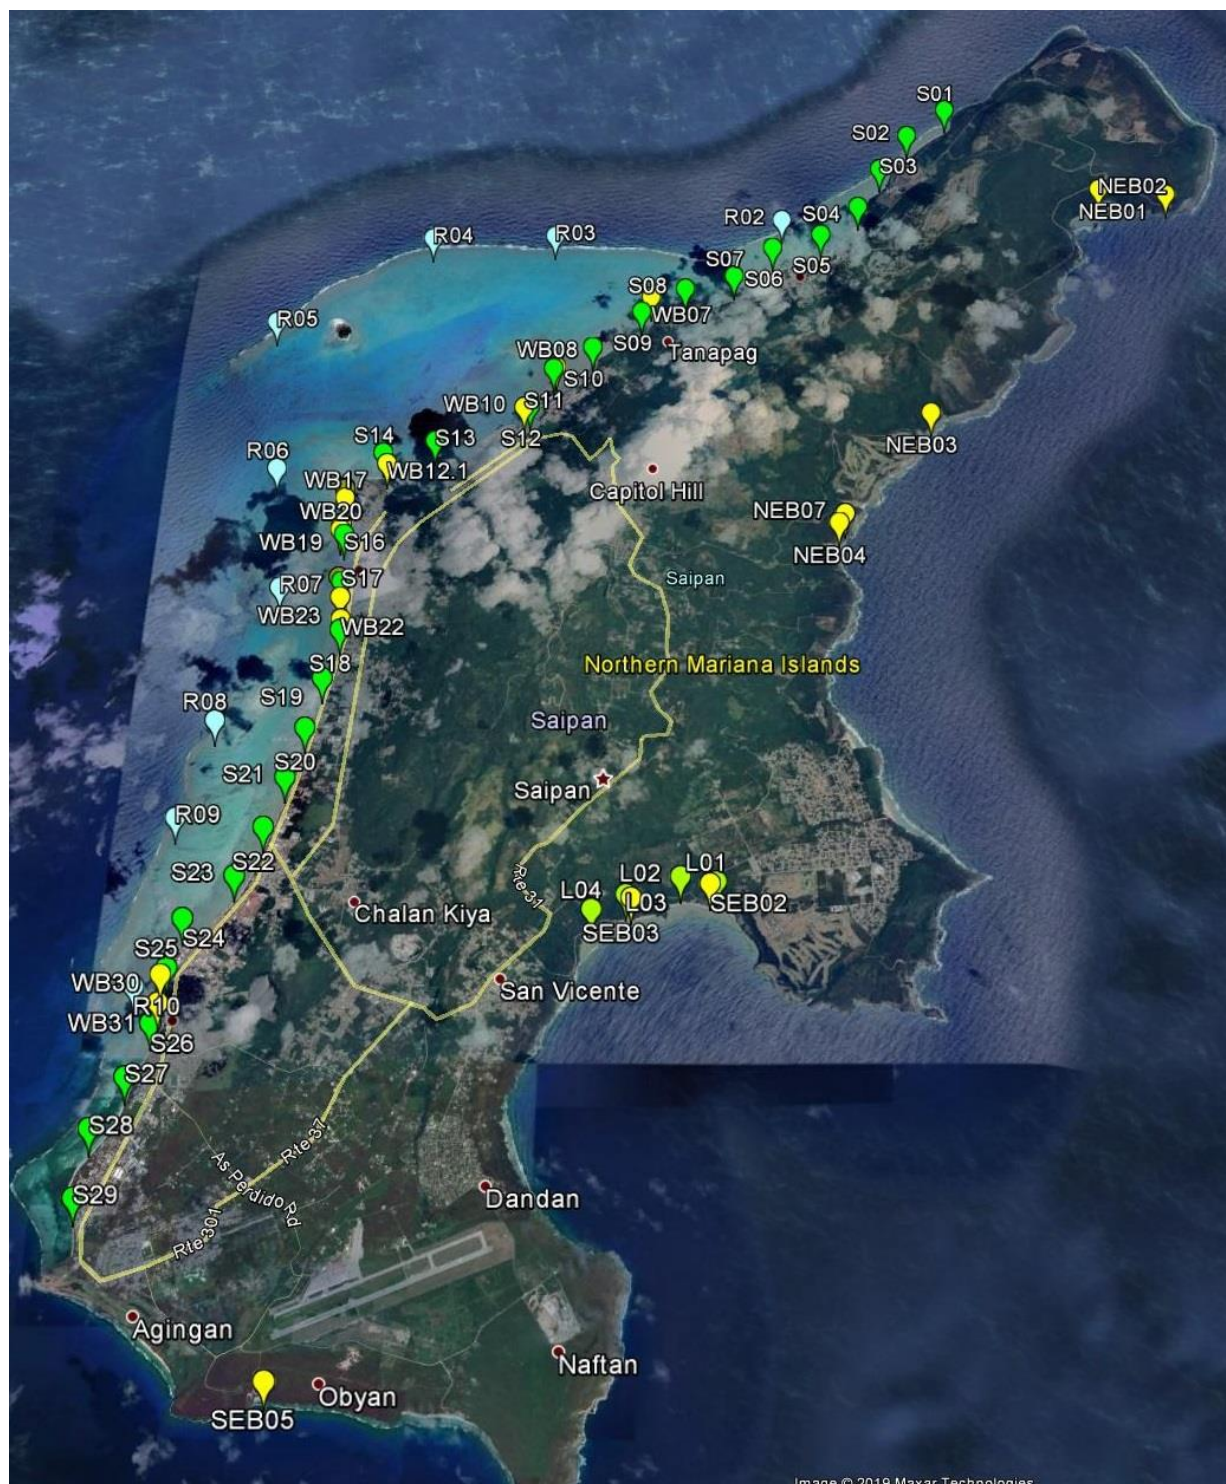 S01
S02
S03
NEB02
NEB01
R02
S04
R04
R03
S05
S07
S06
S08
WB07
R05
S09
Tanapag
WB08
S10
WB10
S11
S12
NEB03
S14
S13
R06
WB12.1
WB17
Capitol Hill
WB20
NEB07
WB19
S16
NEB04
R07
S17
Saipan
WB23
WB22
S18
Northern Mariana Islands
R08
S19
Saipan
S21
S20
Saipan
R09
S23
S22
Rte 31
L02
L01
L04
L03
SEB02
Chalan Kiya
SEB03
S24
S25
WB30
San Vicente
R10
WB31
S26
S27
S28
Rte 37
As Perdido Rd
S29
Dandan
Rte 301
Agingan
Naftan
Obyan
SEB05
Image © 2019 Maxar Technologies